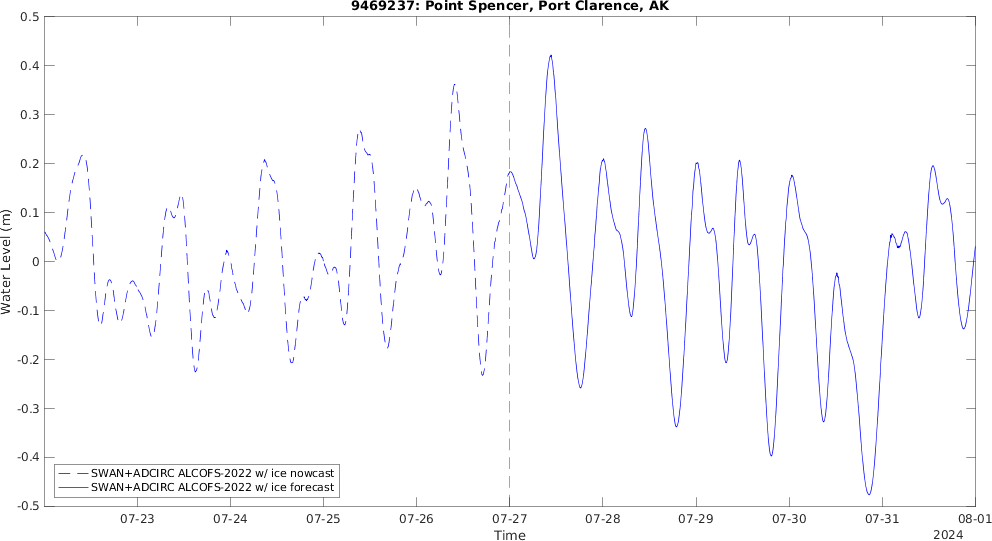 9469237: Point Spencer, Port Clarence, AK
0.5
0.4
0.3
0.2
0.1
0
-0.1
-0.2
-0.3
-0.4
-0.5
Water Level (m)
SWAN+ADCIRC ALCOFS-2022 w/ ice nowcast
SWAN+ADCIRC ALCOFS-2022 w/ ice forecast
07-23 07-24 07-25 07-26 07-27 07-28 07-29 07-30 07-31 08-01
Time
2024